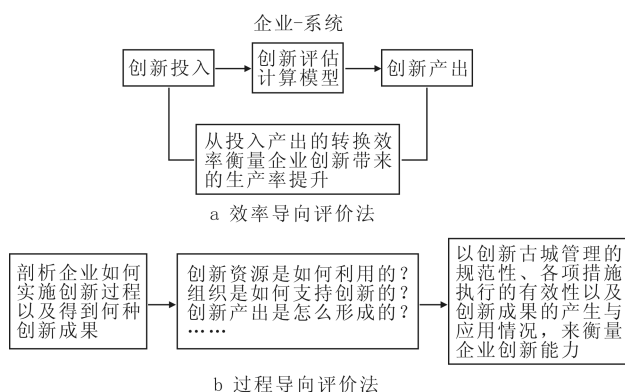 企业-系统
创新投入
创新评估
计算模型
创新产出
从投入产出的转换效
率衡量企业创新带来
的生产率提升
a 效率导向评价法
剖析企业如何
实施创新过程
以及得到何种
创新成果
创新资源是如何利用的?
组织是如何支持创新的?
创新产出是怎么形成的?
……
以创新古城管理的
规范性、各项措施
执行的有效性以及
创新成果的产生与
应用情况,来衡量
企业创新能力
b 过程导向评价法